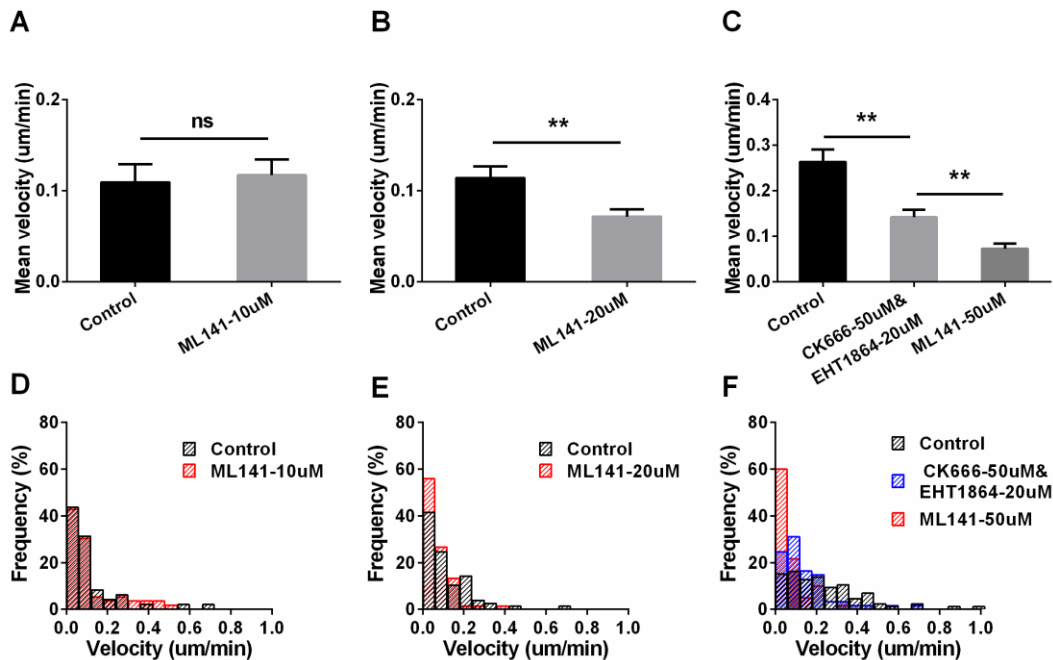 A
B
C
Mean velocity (um/min)
0.2
0.1
0.0
ns
Control
ML141-10uM
Mean velocity (um/min)
0.2
0.1
0.0
**
Control
ML141-20uM
Mean velocity (um/min)
0.4
0.3
0.2
0.1
0.0
**
**
Control
CK666-50uM&
EHT1864-20uM
ML141-50uM
D
E
F
Frequency (%)
80
60
40
20
0
Control
ML141-10uM
0.0 0.2 0.4 0.6 0.8 1.0
Velocity (um/min)
Frequency (%)
80
60
40
20
0
Control
ML141-20uM
0.0 0.2 0.4 0.6 0.8 1.0
Velocity (um/min)
Frequency (%)
80
60
40
20
0
Control
CK666-50uM&
EHT1864-20uM
ML141-50uM
0.0 0.2 0.4 0.6 0.8 1.0
Velocity (um/min)